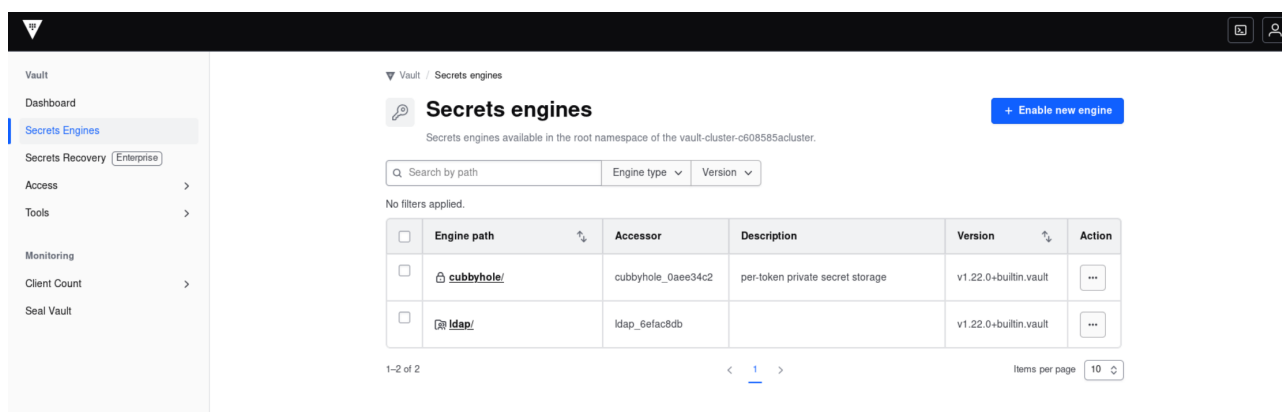 Vault
Dashboard
Secrets Engines
Secrets Recovery Enterprise
Access
Tools
Monitoring
Client Count
Seal Vault
Vault / Secrets engines
Secrets engines
+ Enable new engine
Secrets engines available in the root namespace of the vault-cluster-c608585acluster.
Search by path Engine type Version
No filters applied.
Engine path Accessor Description Version Action
cubbyhole/ cubbyhole_0aee34c2 per-token private secret storage v1.22.0+builtin.vault
ldap/ ldap_6efac8db v1.22.0+builtin.vault
1–2 of 2 1 Items per page 10